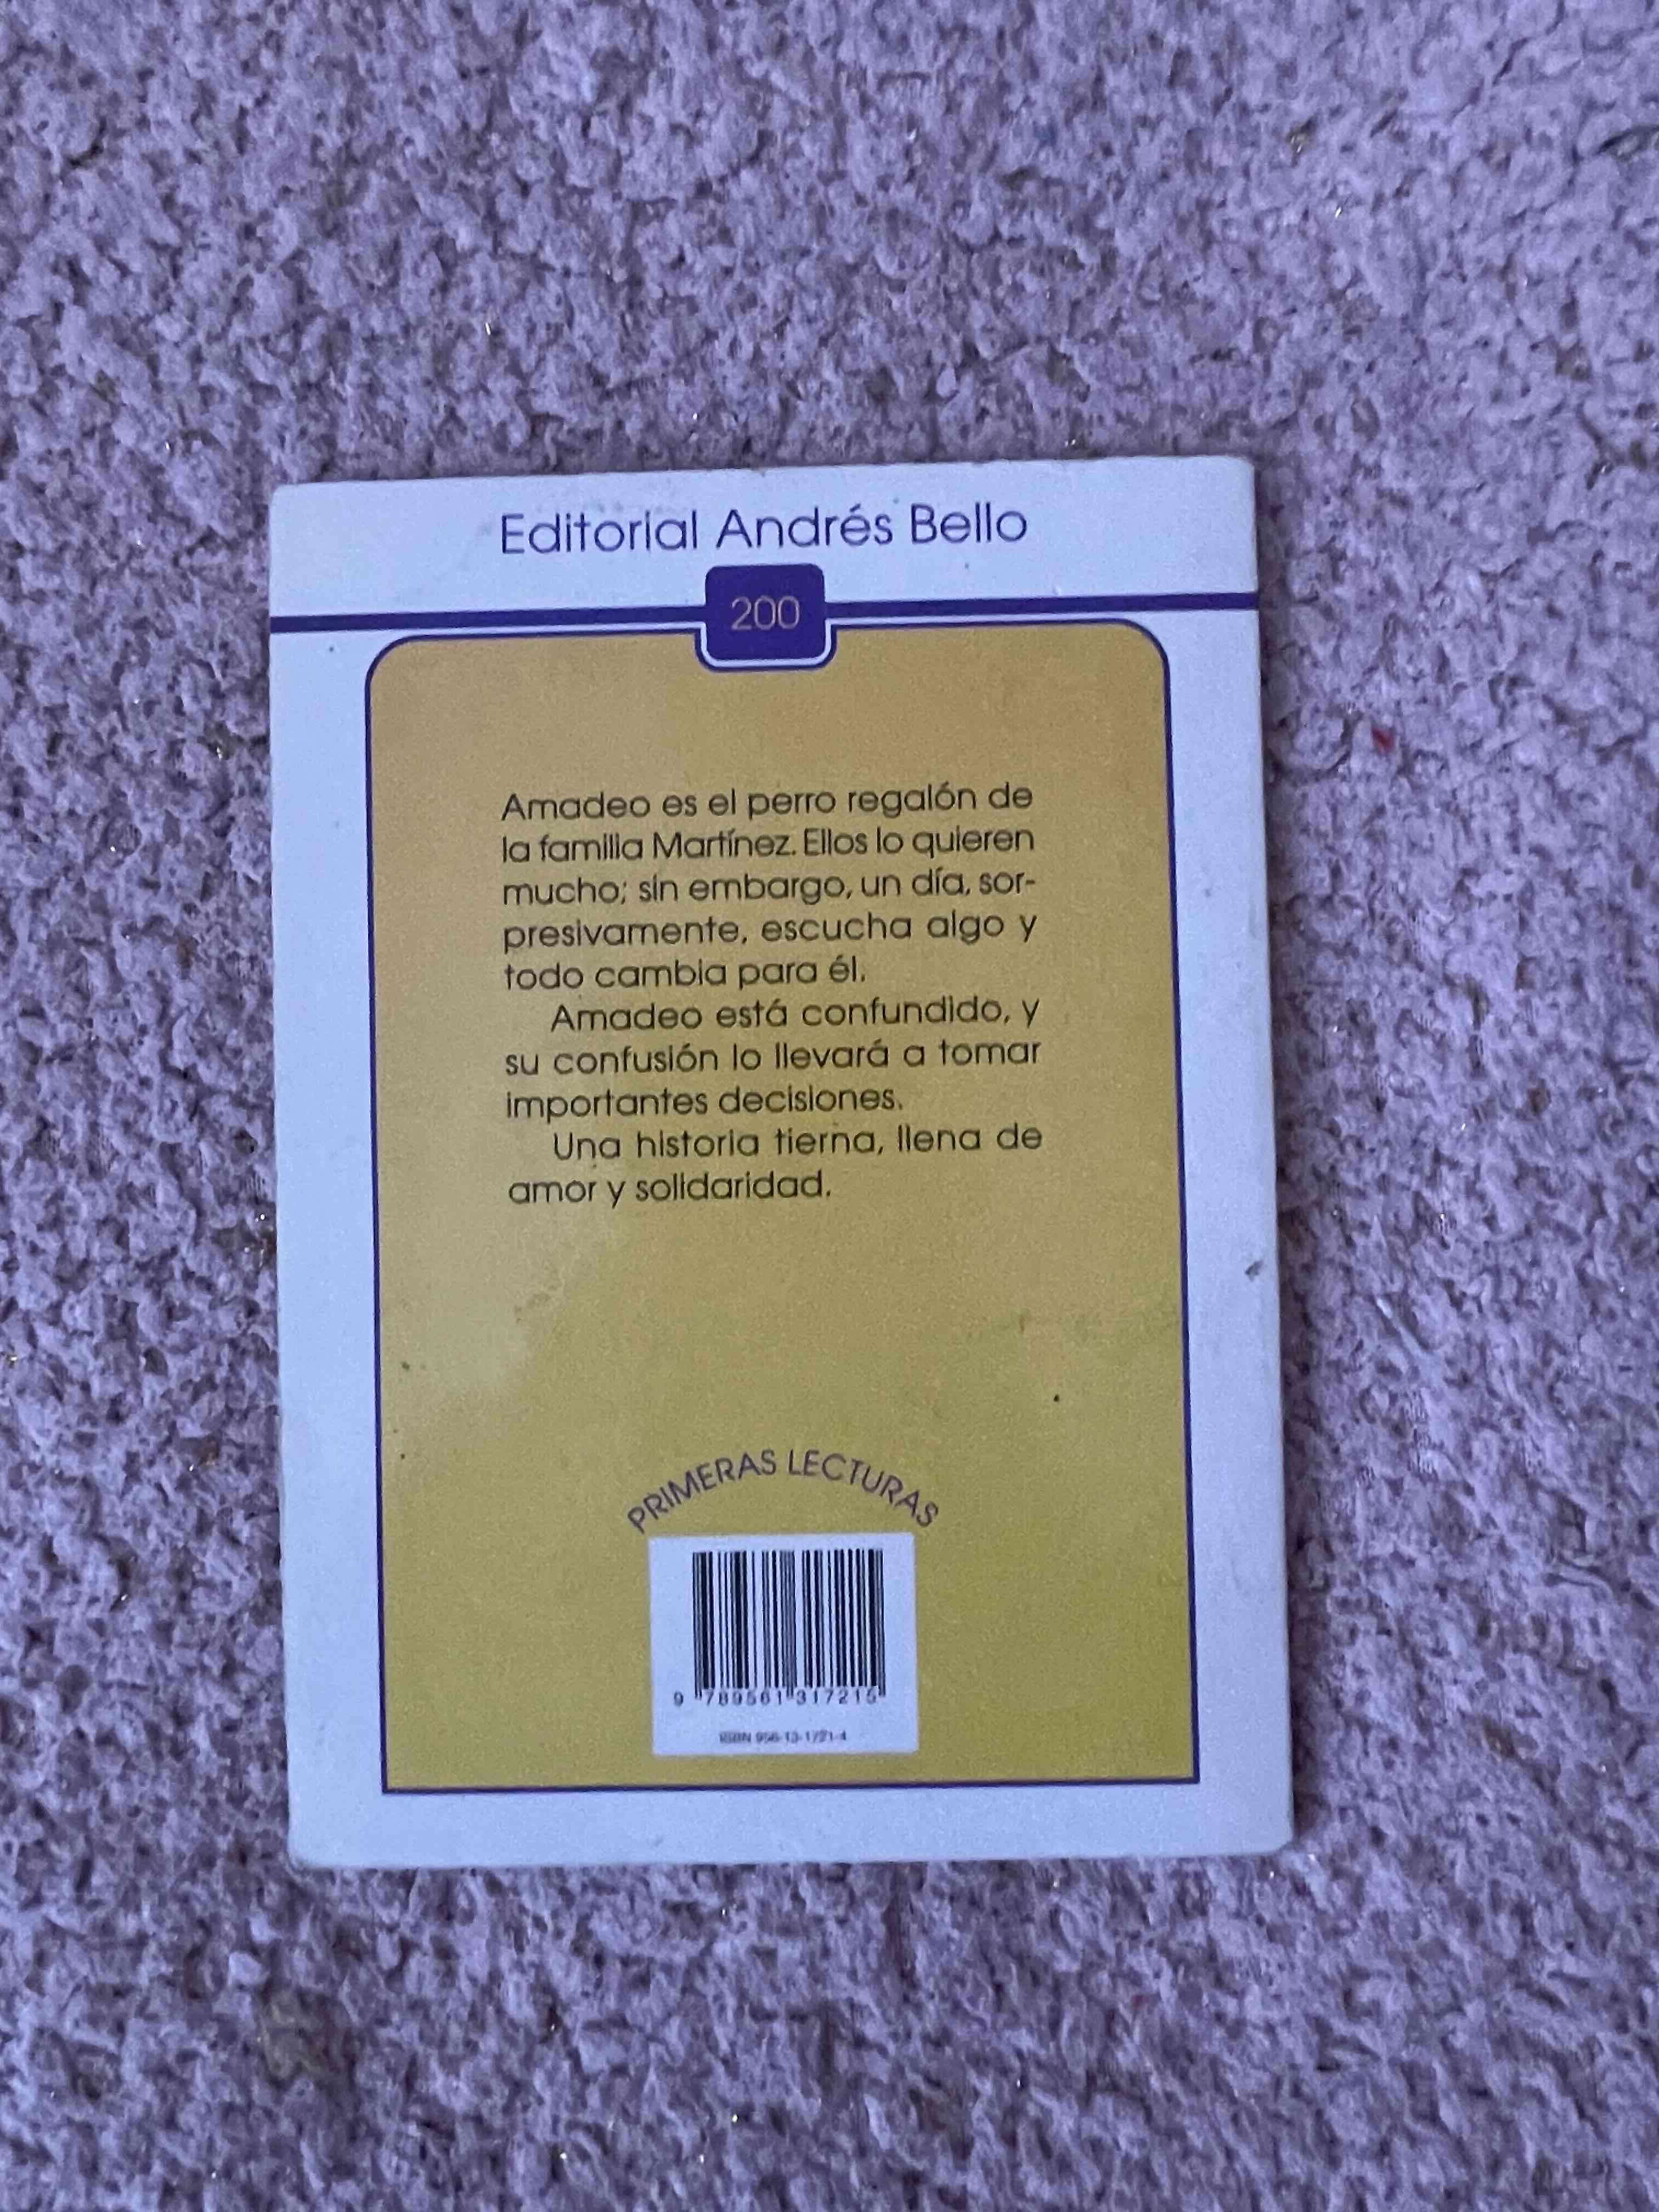 Editorial Andrés Bello
200
Amadeo es el perro regalón de
la familia Martínez. Ellos lo quieren
mucho; sin embargo, un día, sor-
presivamente, escucha algo y
todo cambia para él.
Amadeo está confundido, y
su confusión lo llevará a tomar
importantes decisiones.
Una historia tierna, llena de
amor y solidaridad.
PRIMERAS LECTURAS
9 789561 317215
ISBN 956-13-1721-4